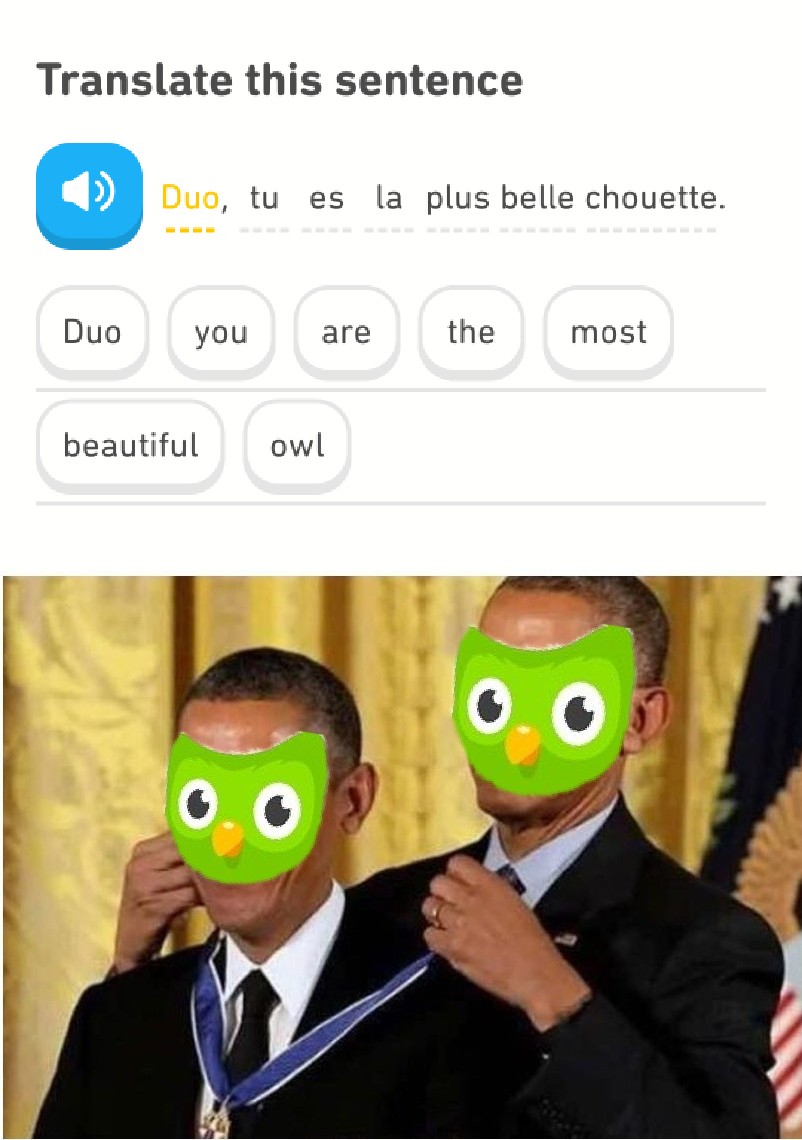 Translate this sentence
Duo, tu es la plus belle chouette.
Duo you are the most
beautiful owl